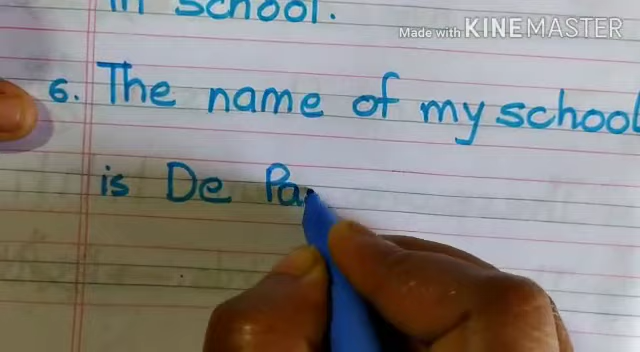 in school.
Made with KINEMASTER
6. The name of my school
is De Pa